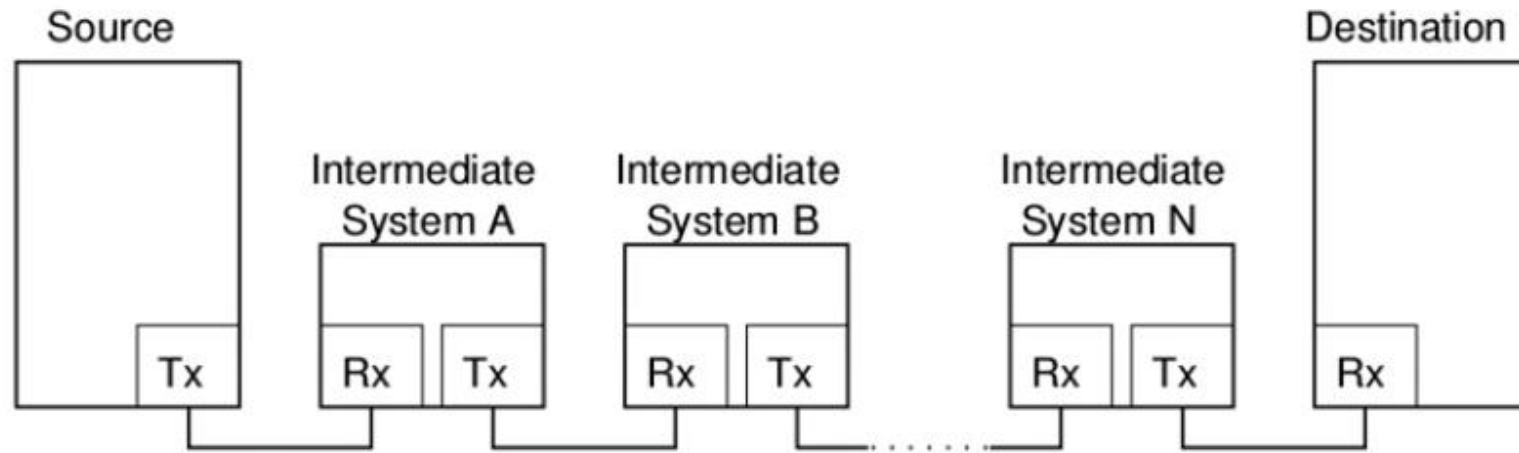 Source
Destination
Intermediate
System A
Intermediate
System B
Intermediate
System N
Tx
Rx
Tx
Rx
Tx
Rx
Tx
Rx